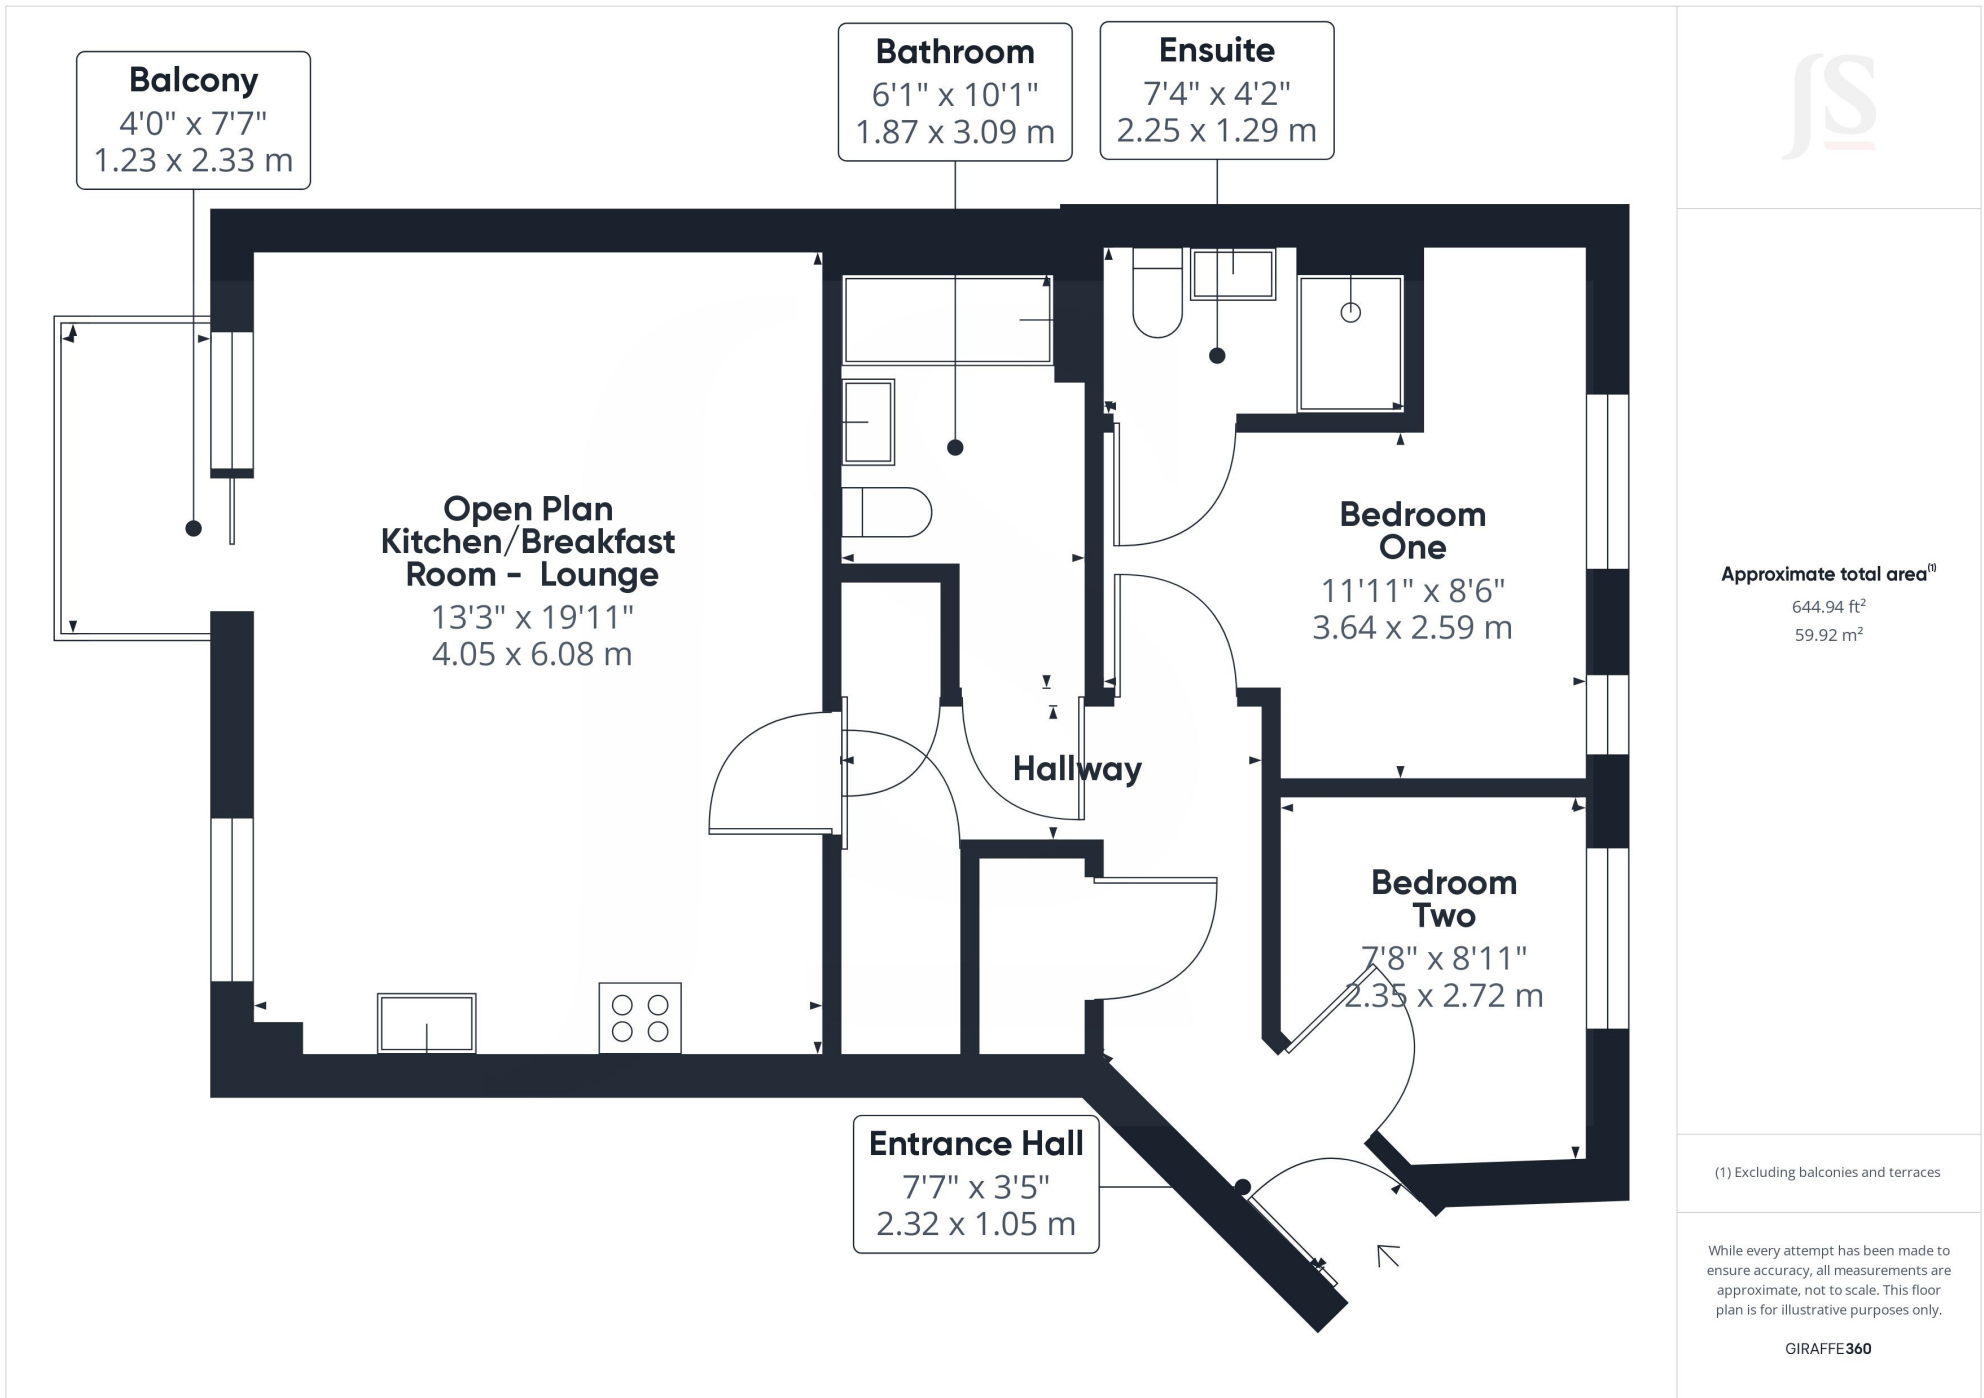 Balcony
4'0" x 7'7"
1.23 x 2.33 m
Bathroom
6'1" x 10'1"
1.87 x 3.09 m
Ensuite
7'4" x 4'2"
2.25 x 1.29 m
JS
Open Plan
Kitchen/Breakfast
Room - Lounge
13'3" x 19'11"
4.05 x 6.08 m
Bedroom
One
11'11" x 8'6"
3.64 x 2.59 m
Hallway
Bedroom
Two
7'8" x 8'11"
2.35 x 2.72 m
Entrance Hall
7'7" x 3'5"
2.32 x 1.05 m
Approximate total area(1)
644.94 ft²
59.92 m²
(1) Excluding balconies and terraces
While every attempt has been made to
ensure accuracy, all measurements are
approximate, not to scale. This floor
plan is for illustrative purposes only.
GIRAFFE360